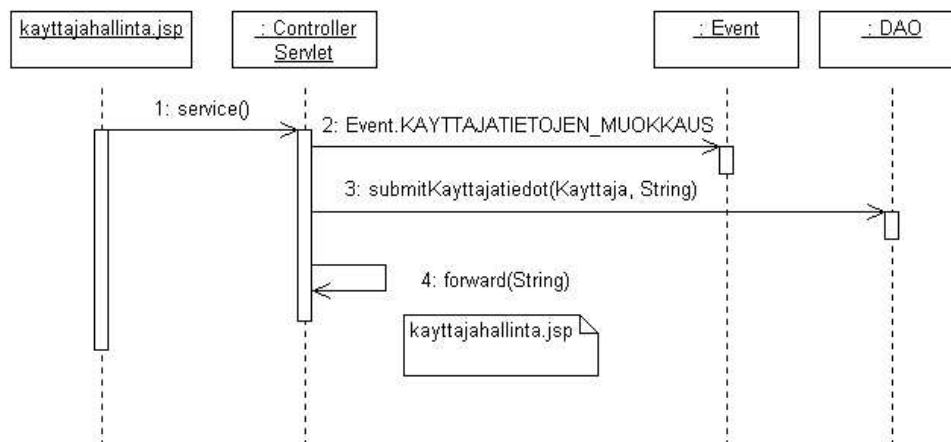 kayttajahallinta.jsp
: Controller
Servlet
: Event
: DAO
1: service()
2: Event.KAYTTAJATIETOJEN_MUOKKAUS
3: submitKayttajatiedot(Kayttaja, String)
4: forward(String)
kayttajahallinta.jsp